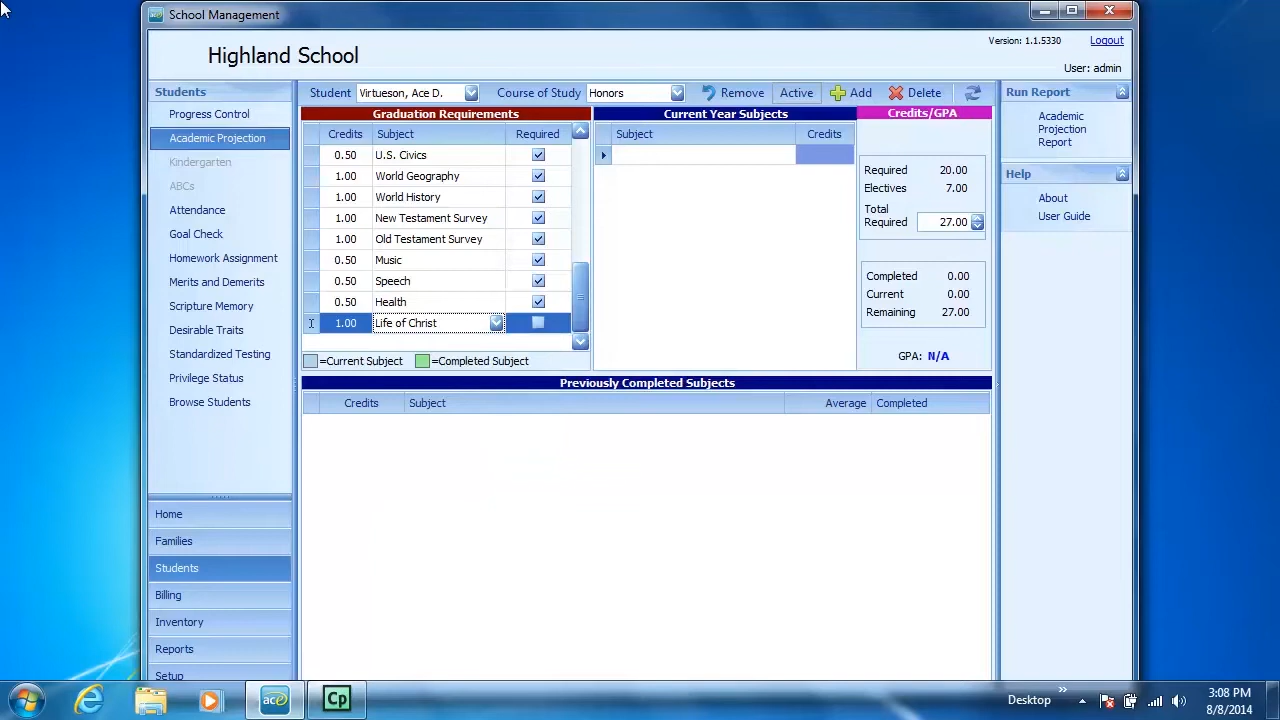 School Management
Highland School
Version: 1.1.5330
Logout
User: admin
Students
Progress Control
Academic Projection
Kindergarten
ABCs
Attendance
Goal Check
Homework Assignment
Merits and Demerits
Scripture Memory
Desirable Traits
Standardized Testing
Privilege Status
Browse Students
Home
Families
Students
Billing
Inventory
Reports
Setup
Student Virtueson, Ace D. Course of Study Honors Remove Active Add Delete
Graduation Requirements
Credits Subject Required
0.50 U.S. Civics
1.00 World Geography
1.00 World History
1.00 New Testament Survey
1.00 Old Testament Survey
0.50 Music
0.50 Speech
0.50 Health
1.00 Life of Christ
=Current Subject =Completed Subject
Current Year Subjects
Subject Credits
Credits/GPA
Required 20.00
Electives 7.00
Total
Required 27.00
Completed 0.00
Current 0.00
Remaining 27.00
GPA: N/A
Previously Completed Subjects
Credits Subject Average Completed
Run Report
Academic
Projection
Report
Help
About
User Guide
ace
Cp
Desktop
3:08 PM
8/8/2014